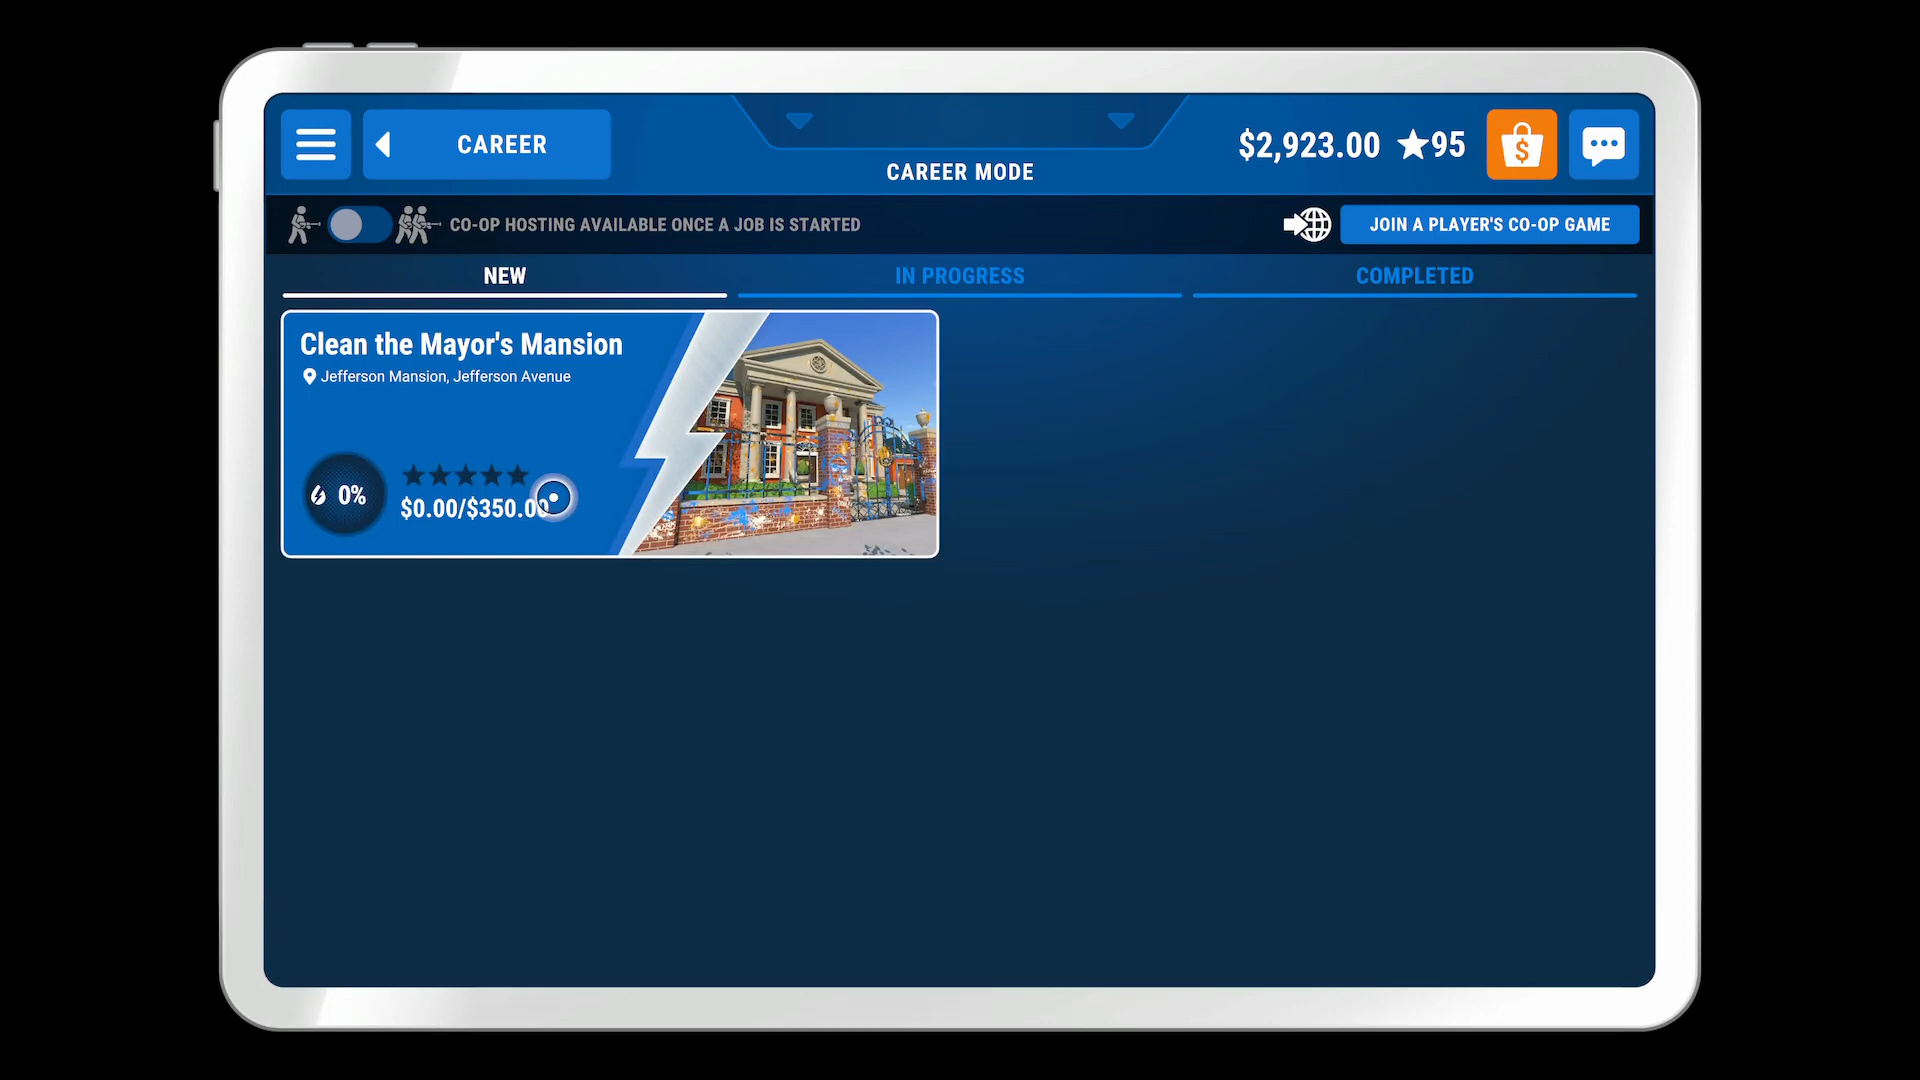 CAREER
CAREER MODE
$2,923.00
95
$
CO-OP HOSTING AVAILABLE ONCE A JOB IS STARTED
JOIN A PLAYER'S CO-OP GAME
NEW
IN PROGRESS
COMPLETED
Clean the Mayor's Mansion
Jefferson Mansion, Jefferson Avenue
0%
$0.00/$350.00